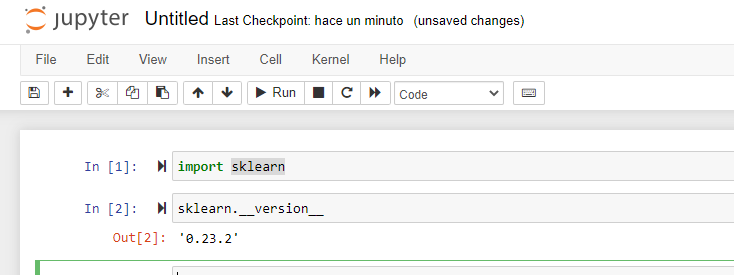 jupyter Untitled Last Checkpoint: hace un minuto (unsaved changes)
File Edit View Insert Cell Kernel Help
Run Code
In [1]: import sklearn
In [2]: sklearn.__version__
Out[2]: '0.23.2'